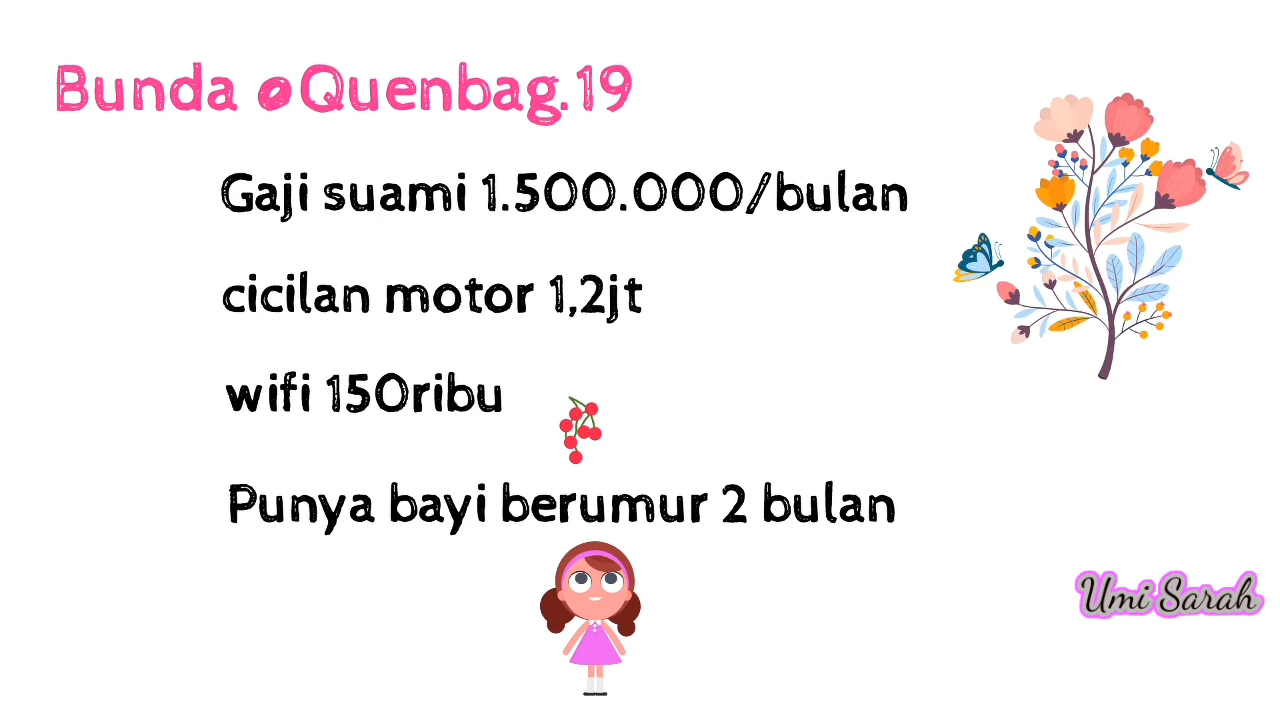 Bunda @Quenbag.19
Gaji suami 1.500.000/bulan
cicilan motor 1,2jt
wifi 150ribu
Punya bayi berumur 2 bulan
Umi Sarah